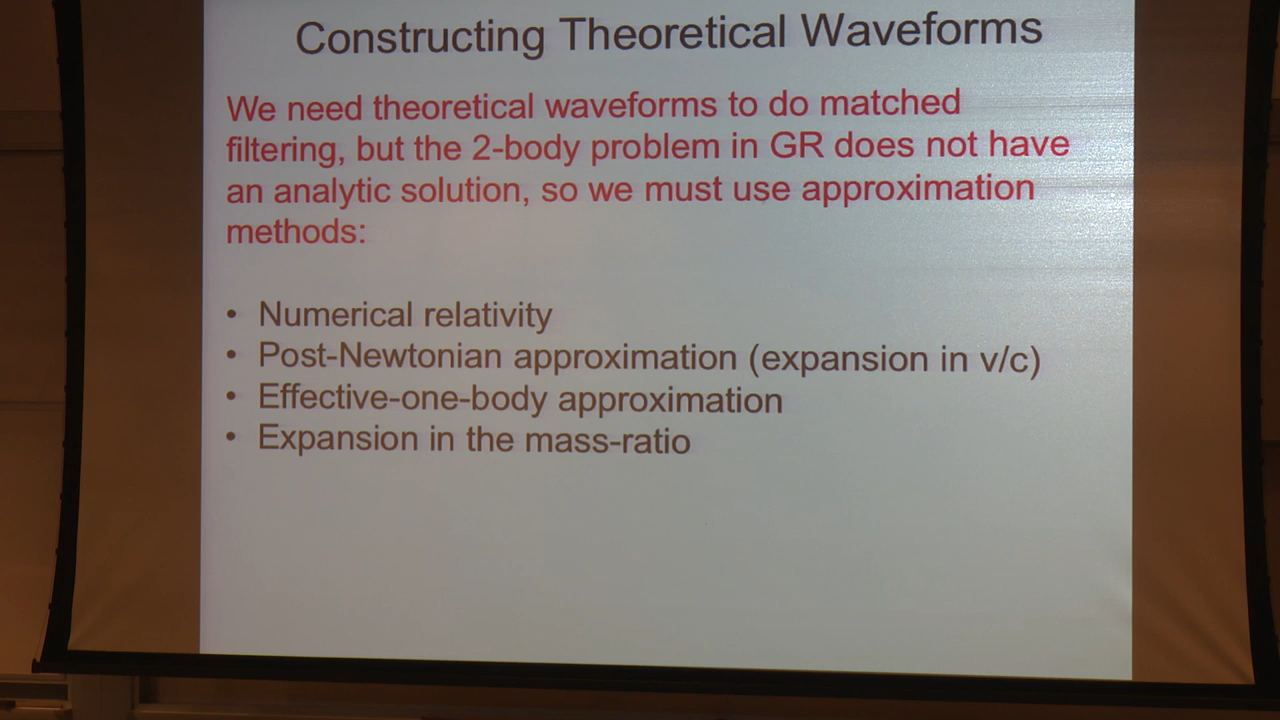 Constructing Theoretical Waveforms
We need theoretical waveforms to do matched
filtering, but the 2-body problem in GR does not have
an analytic solution, so we must use approximation
methods:
• Numerical relativity
• Post-Newtonian approximation (expansion in v/c)
• Effective-one-body approximation
• Expansion in the mass-ratio